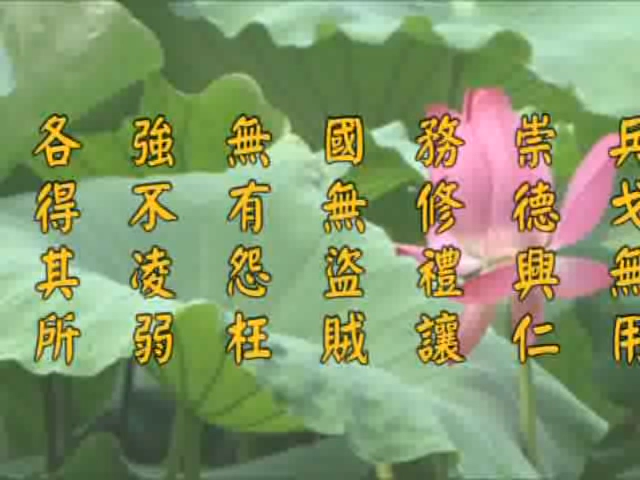 兵戈無用
崇德興仁
務修禮讓
國無盜賊
無有怨枉
強不凌弱
各得其所